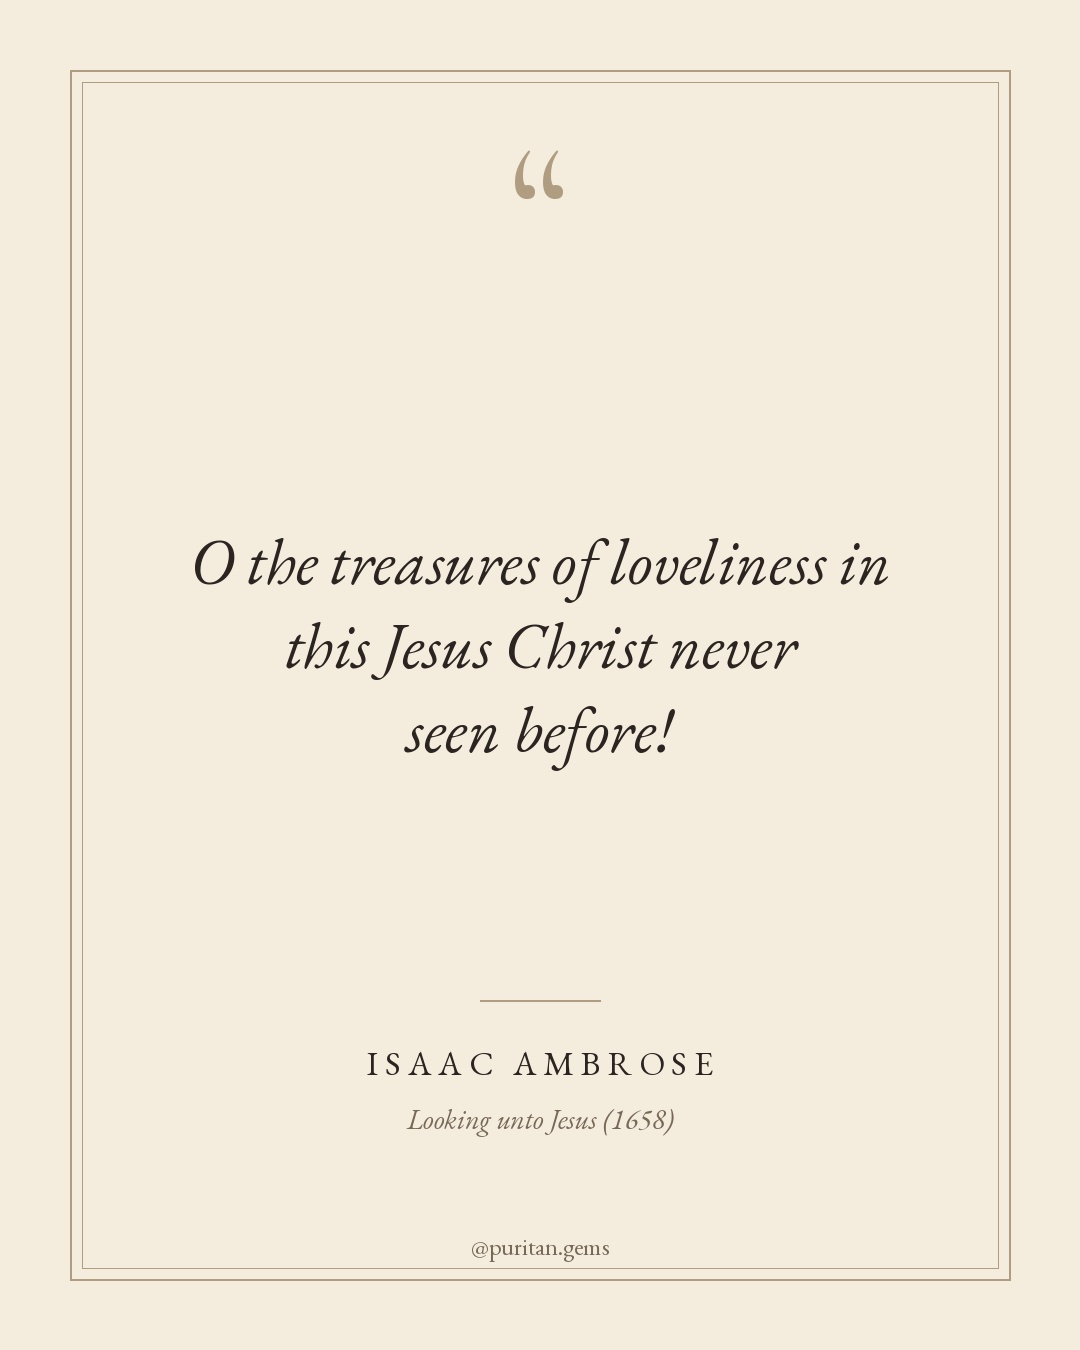 “
O the treasures of loveliness in
this Jesus Christ never
seen before!
ISAAC AMBROSE
Looking unto Jesus (1658)
@puritan.gems